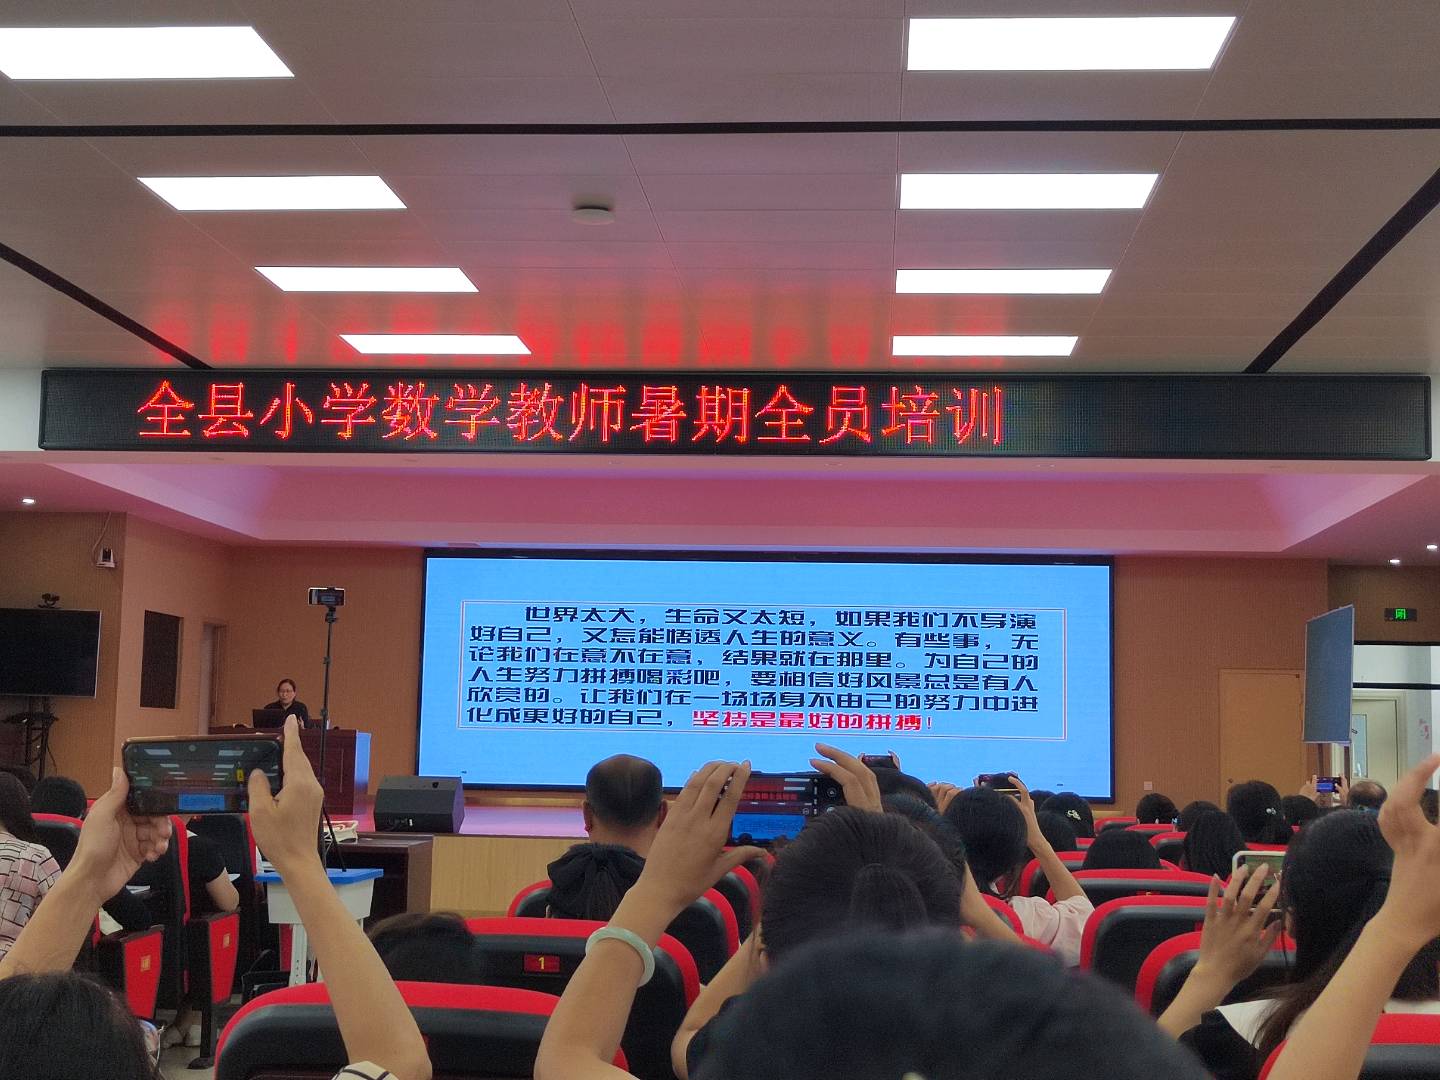 全县小学数学教师暑期全员培训
世界太大，生命又太短，如果我们不导演
好自己，又怎能悟透人生的意义。有些事，无
论我们在意不在意，结果就在那里。为自己的
人生努力拼搏喝彩吧，要相信好风景总是有人
欣赏的。让我们在一场场身不由己的努力中进
化成更好的自己，坚持是最好的拼搏！
1